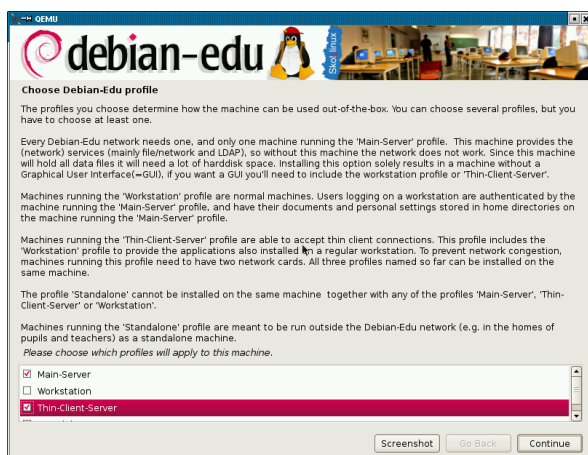 QEMU
debian-edu
Skolelinux
Choose Debian-Edu profile
The profiles you choose determine how the machine can be used out-of-the-box. You can choose several profiles, but you
have to choose at least one.
Every Debian-Edu network needs one, and only one machine running the 'Main-Server' profile.  This machine provides the
(network) services (mainly file/network and LDAP), so without this machine the network does not work. Since this machine
will hold all data files it will need a lot of harddisk space. Installing this option solely results in a machine without a
Graphical User Interface(=GUI), if you want a GUI you'll need to include the workstation profile or 'Thin-Client-Server'.
Machines running the 'Workstation' profile are normal machines. Users logging on a workstation are authenticated by the
machine running the 'Main-Server' profile, and have their documents and personal settings stored in home directories on
the machine running the 'Main-Server' profile.
Machines running the 'Thin-Client-Server' profile are able to accept thin client connections. This profile includes the
'Workstation' profile to provide the applications also installed on a regular workstation. To prevent network congestion,
machines running this profile need to have two network cards. All three profiles named so far can be installed on the
same machine.
The profile 'Standalone' cannot be installed on the same machine  together with any of the profiles 'Main-Server', 'Thin-
Client-Server' or 'Workstation'.
Machines running the 'Standalone' profile are meant to be run outside the Debian-Edu network (e.g. in the homes of
pupils and teachers) as a standalone machine.
Please choose which profiles will apply to this machine.
Main-Server
Workstation
Thin-Client-Server
Screenshot Go Back Continue